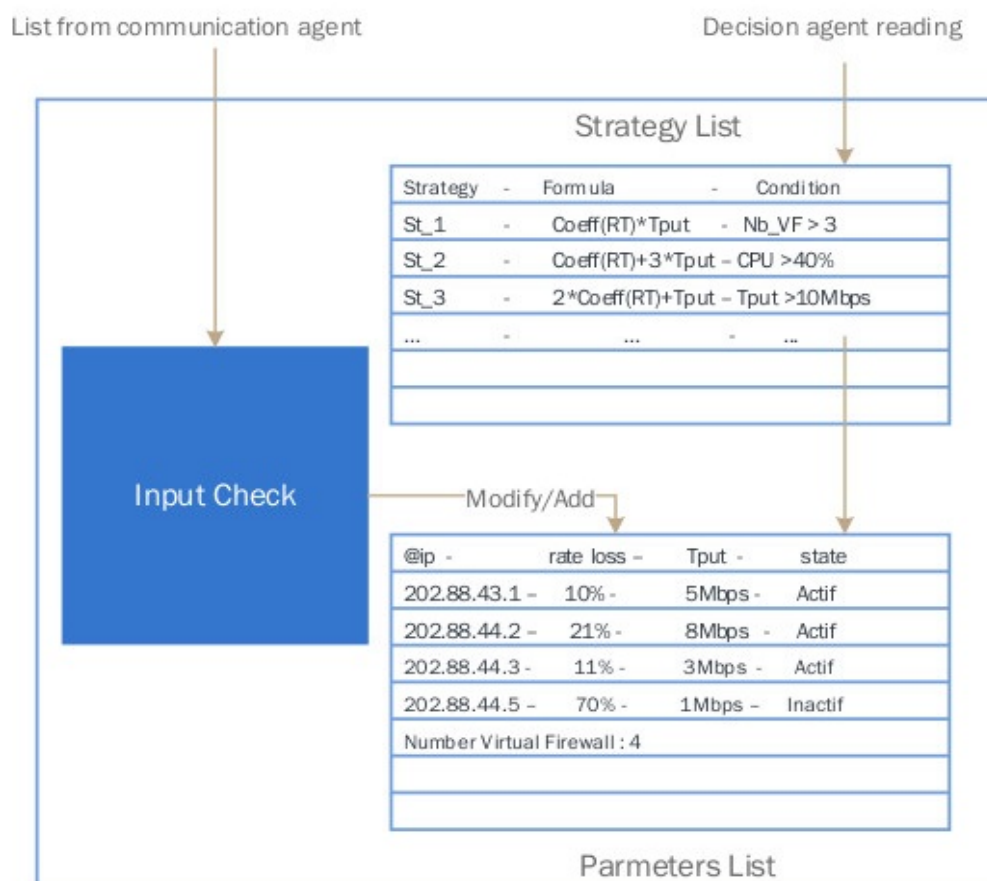 List from communication agent
Decision agent reading
Strategy List
Strategy - Formula - Condition
St_1 - Coeff(RT)*Tput - Nb_VF > 3
St_2 - Coeff(RT)+3*Tput – CPU >40%
St_3 - 2*Coeff(RT)+Tput – Tput >10Mbps
... - ... - ...
Input Check
Modify/Add
@ip - rate loss – Tput - state
202.88.43.1 – 10% - 5Mbps - Actif
202.88.44.2 – 21% - 8Mbps - Actif
202.88.44.3 - 11% - 3Mbps - Actif
202.88.44.5 – 70% - 1Mbps – Inactif
Number Virtual Firewall : 4
Parmeters List